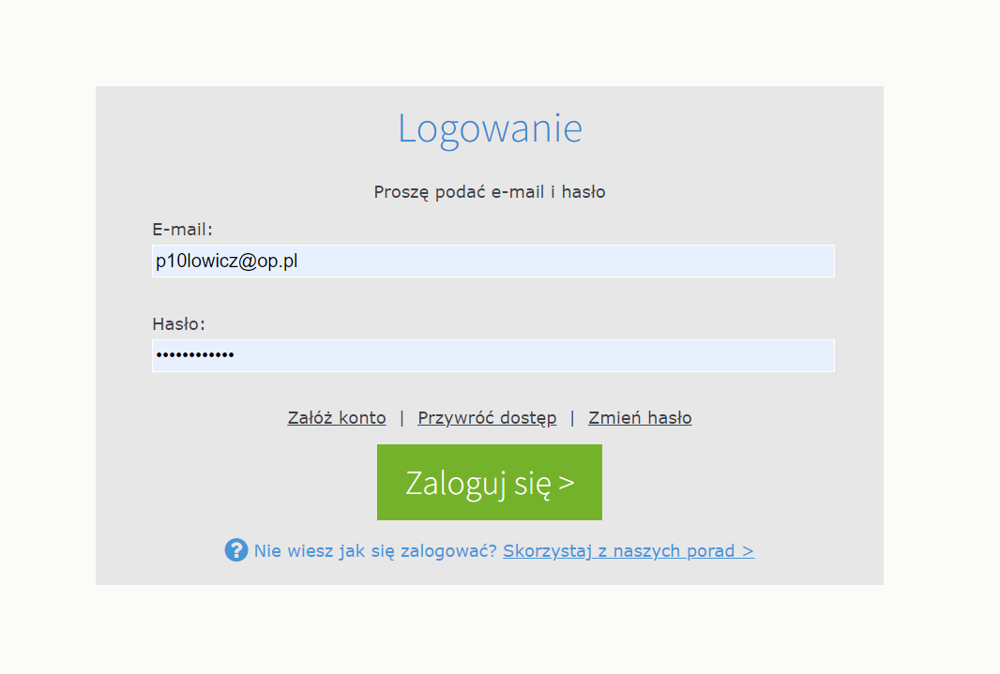 Logowanie
Proszę podać e-mail i hasło
E-mail:
p10lowicz@op.pl
Hasło:
••••••••••••
Załóż konto | Przywróć dostęp | Zmień hasło
Zaloguj się >
? Nie wiesz jak się zalogować? Skorzystaj z naszych porad >